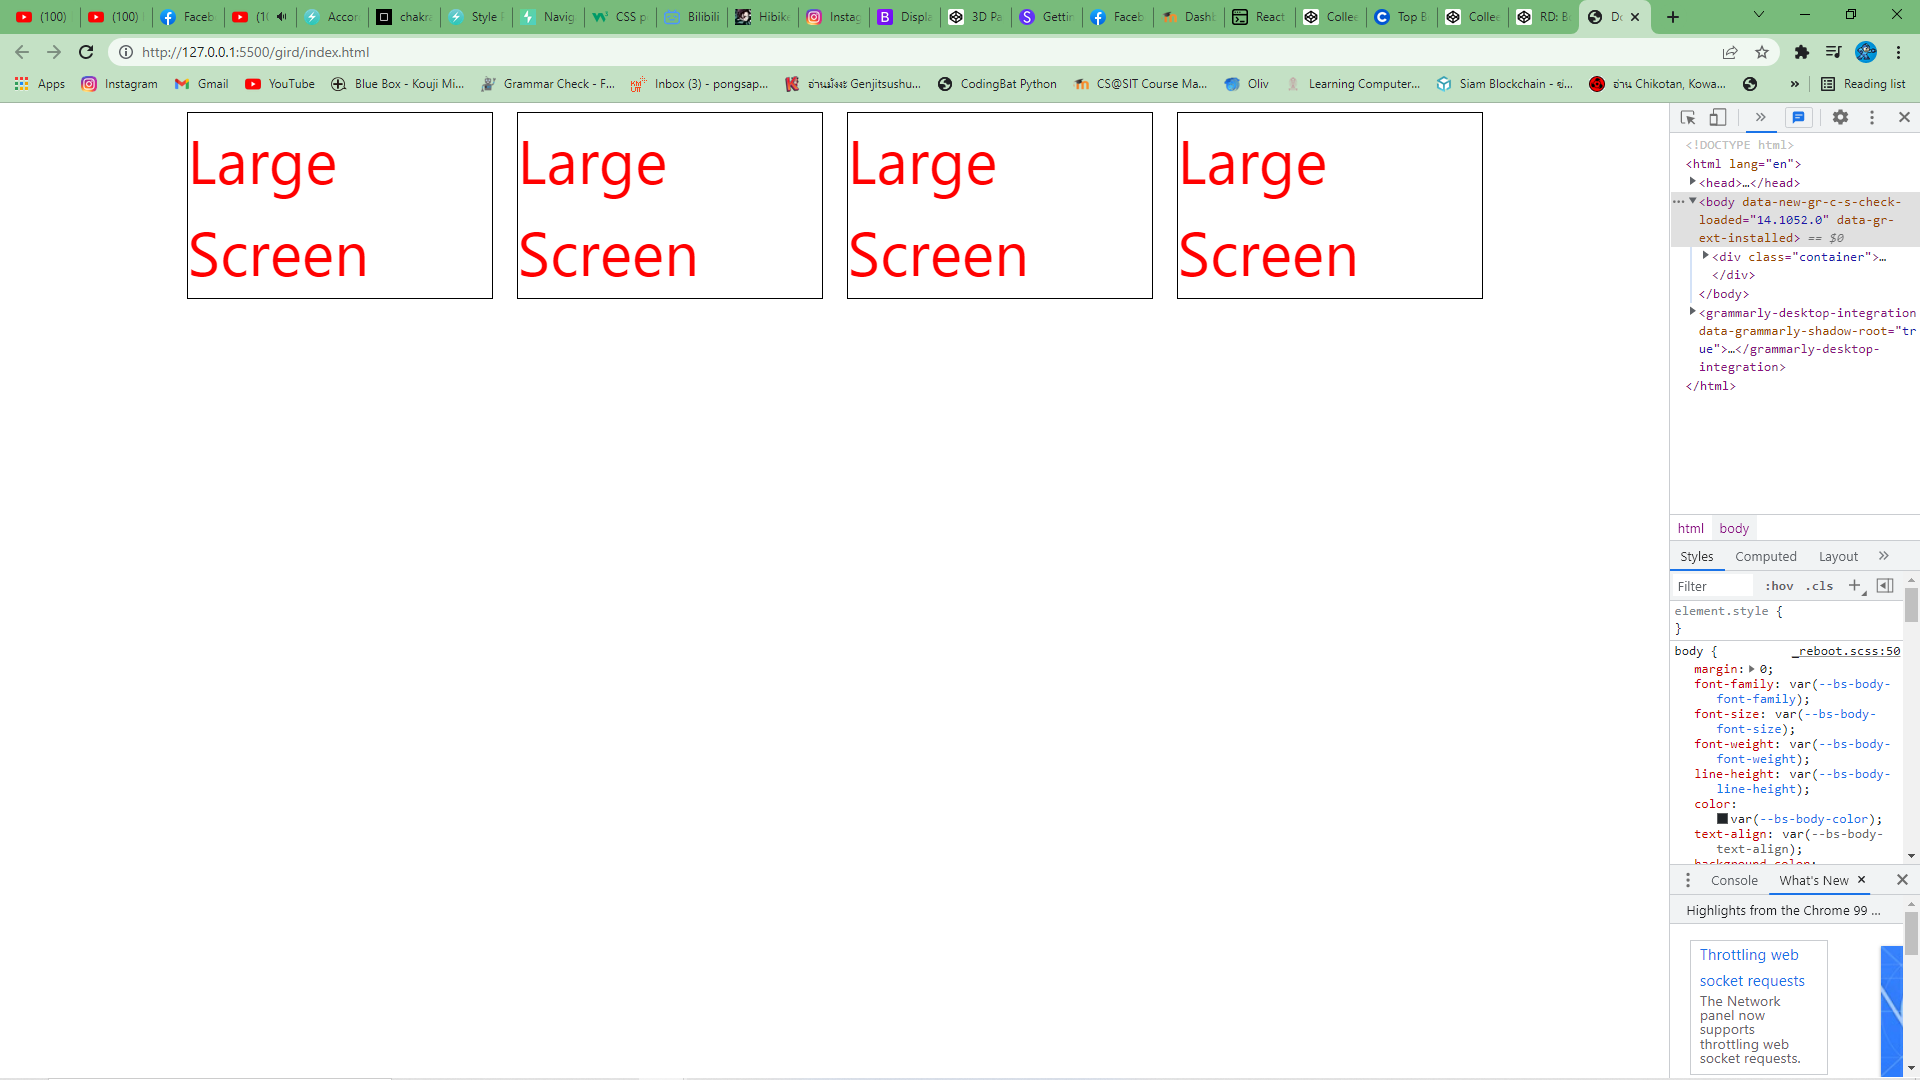 (100) (100) Faceb (1( Accor chakra Style Navig CSS p Bilibili Hibike Instag Displa 3D Pa Gettin Faceb Dashb React Collec Top B Collec RD: B Do
http://127.0.0.1:5500/gird/index.html
Apps Instagram Gmail YouTube Blue Box - Kouji Mi... Grammar Check - F... Inbox (3) - pongsap... อ่านมังงะ Genjitsushu... CodingBat Python CS@SIT Course Ma... Oliv Learning Computer... Siam Blockchain - ข่... อ่าน Chikotan, Kowa... » Reading list
Large Large Large Large
Screen Screen Screen Screen
<!DOCTYPE html>
<html lang="en">
<head>…</head>
<body data-new-gr-c-s-check-
loaded="14.1052.0" data-gr-
ext-installed> == $0
<div class="container">…
</div>
</body>
<grammarly-desktop-integration
data-grammarly-shadow-root="tr
ue">…</grammarly-desktop-
integration>
</html>
html body
Styles Computed Layout »
Filter :hov .cls +
element.style {
}
body { _reboot.scss:50
margin: 0;
font-family: var(--bs-body-
font-family);
font-size: var(--bs-body-
font-size);
font-weight: var(--bs-body-
font-weight);
line-height: var(--bs-body-
line-height);
color:
var(--bs-body-color);
text-align: var(--bs-body-
text-align);
background-color:
Console What's New
Highlights from the Chrome 99 ...
Throttling web
socket requests
The Network
panel now
supports
throttling web
socket requests.